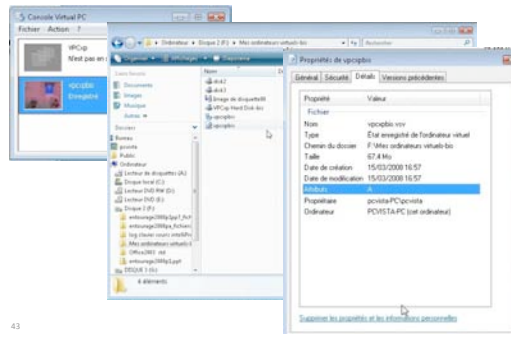 Console Virtual PC
Fichier Action ?
VPCxp
vpcxpbis
Enregistré
Ordinateur
Disque 2 (F:)
Mes ordinateurs virtuels-bis
Rechercher
Organiser
Affichages
Nom
Documents
Images
Musique
Autres
Dossiers
Bureau
pcvista
Public
Ordinateur
Lecteur de disquettes (A:)
Disque local (C:)
Lecteur DVD RW (D:)
Lecteur DVD (E:)
Disque 2 (F:)
Mes ordinateurs virtuels-b
Office2003
DISQUE 3 (G:)
disk2
disk3
Image de disquette00
VPCxp Hard Disk-bis
vpcxpbis
vpcxpbis
4 éléments
Propriétés de vpcxpbis
Général Sécurité Détails Versions précédentes
Propriété Valeur
Fichier
Nom vpcxpbis.vsv
Type État enregistré de l'ordinateur virtuel
Chemin du dossier F:\Mes ordinateurs virtuels-bis
Taille 67.4 Mo
Date de création 15/03/2008 16:57
Date de modification 15/03/2008 16:57
Attributs A
Propriétaire pcvista-PC\pcvista
Ordinateur PCVISTA-PC (cet ordinateur)
Supprimer les propriétés et les informations personnelles
43